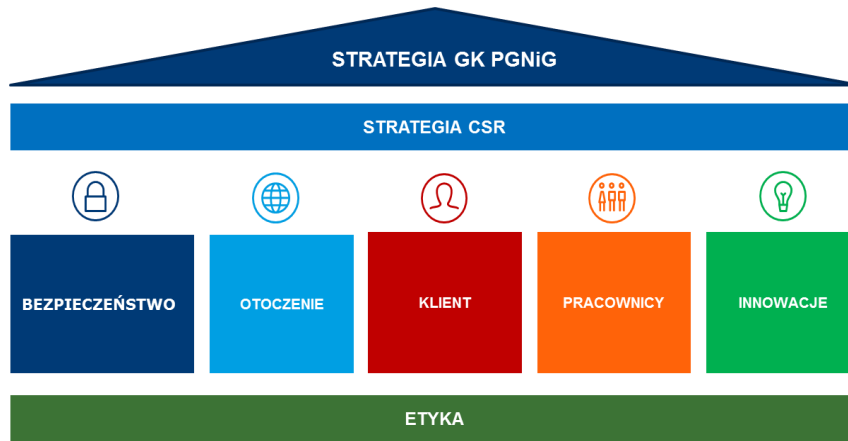 STRATEGIA GK PGNiG
STRATEGIA CSR
BEZPIECZEŃSTWO
OTOCZENIE
KLIENT
PRACOWNICY
INNOWACJE
ETYKA